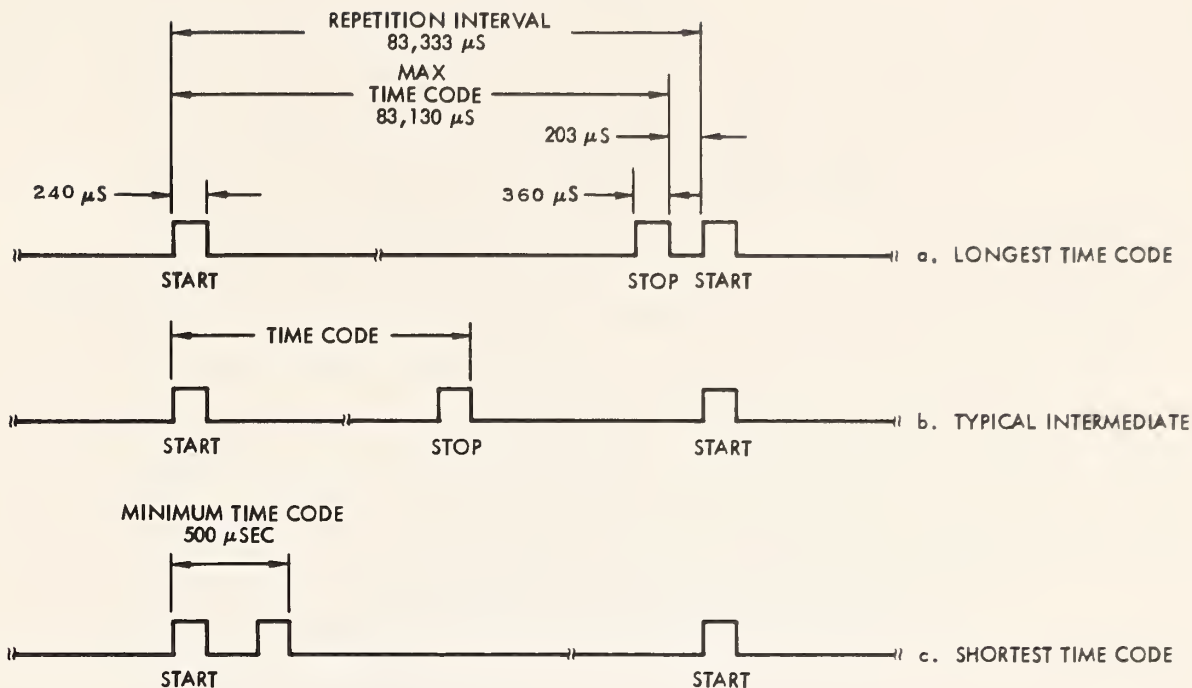 REPETITION INTERVAL
83,333 μS
MAX
TIME CODE
83,130 μS
203 μS
240 μS
360 μS
START
STOP
START
a. LONGEST TIME CODE
TIME CODE
START
STOP
START
b. TYPICAL INTERMEDIATE
MINIMUM TIME CODE
500 μSEC
START
START
c. SHORTEST TIME CODE